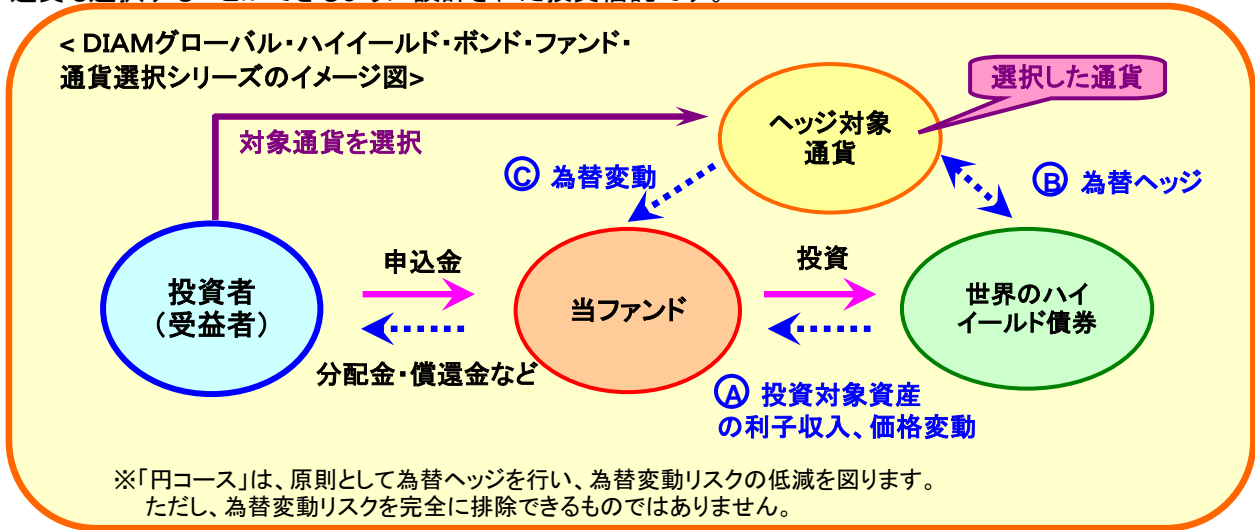 <DIAMグローバル・ハイイールド・ボンド・ファンド・
通貨選択シリーズのイメージ図>
選択した通貨
ヘッジ対象
通貨
対象通貨を選択
Ⓒ 為替変動
Ⓑ 為替ヘッジ
申込金
投資
投資者
(受益者)
当ファンド
世界のハイ
イールド債券
分配金・償還金など
Ⓐ 投資対象資産
の利子収入、価格変動
※「円コース」は、原則として為替ヘッジを行い、為替変動リスクの低減を図ります。
ただし、為替変動リスクを完全に排除できるものではありません。